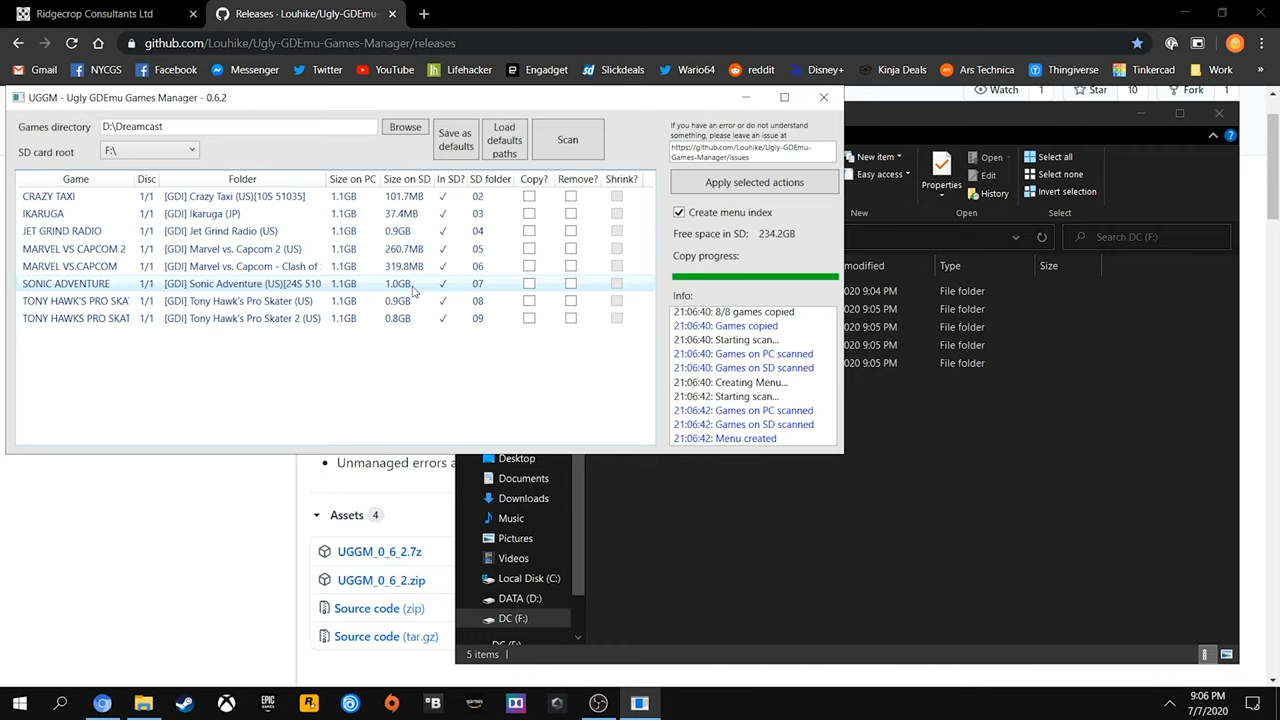 Ridgecrop Consultants Ltd
Releases · Louhike/Ugly-GDEmu-
github.com/Louhike/Ugly-GDEmu-Games-Manager/releases
Gmail NYCGS Facebook Messenger Twitter YouTube Lifehacker Engadget Slickdeals Wario64 reddit Disney+ Kinja Deals Ars Technica Thingiverse Tinkercad Work
Watch 1 Star 10 Fork 1
UGGM - Ugly GDEmu Games Manager - 0.6.2
Games directory D:\Dreamcast Browse
SD card root F:\
Save as defaults
Load defaults paths
Scan
If you have an error or do not understand
something, please leave an issue at
https://github.com/Louhike/Ugly-GDEmu-
Games-Manager/issues
Apply selected actions
Create menu index
Free space in SD: 234.2GB
Copy progress:
Info:
21:06:40: 8/8 games copied
21:06:40: Games copied
21:06:40: Starting scan...
21:06:40: Games on PC scanned
21:06:40: Games on SD scanned
21:06:40: Creating Menu...
21:06:42: Starting scan...
21:06:42: Games on PC scanned
21:06:42: Games on SD scanned
21:06:42: Menu created
Game Disc Folder Size on PC Size on SD In SD? SD folder Copy? Remove? Shrink?
CRAZY TAXI 1/1 [GDI] Crazy Taxi (US)[10S 51035] 1.1GB 101.7MB ✓ 02
IKARUGA 1/1 [GDI] Ikaruga (JP) 1.1GB 37.4MB ✓ 03
JET GRIND RADIO 1/1 [GDI] Jet Grind Radio (US) 1.1GB 0.9GB ✓ 04
MARVEL VS CAPCOM 2 1/1 [GDI] Marvel vs. Capcom 2 (US) 1.1GB 260.7MB ✓ 05
MARVEL VS.CAPCOM 1/1 [GDI] Marvel vs. Capcom - Clash of 1.1GB 319.8MB ✓ 06
SONIC ADVENTURE 1/1 [GDI] Sonic Adventure (US)[24S 510 1.1GB 1.0GB ✓ 07
TONY HAWK'S PRO SKA 1/1 [GDI] Tony Hawk's Pro Skater (US) 1.1GB 0.9GB ✓ 08
TONY HAWKS PRO SKAT 1/1 [GDI] Tony Hawk's Pro Skater 2 (US) 1.1GB 0.8GB ✓ 09
New item
Easy access
New
Properties
Open
Edit
History
Open
Select all
Select none
Invert selection
Select
Search DC (F:)
modified Type Size
020 9:04 PM File folder
020 9:05 PM File folder
020 9:05 PM File folder
020 9:05 PM File folder
020 9:05 PM File folder
Desktop
Documents
Downloads
Music
Pictures
Videos
Local Disk (C:)
DATA (D:)
DC (F:)
DC (F:)
5 items
• Unmanaged errors a
Assets 4
UGGM_0_6_2.7z
UGGM_0_6_2.zip
Source code (zip)
Source code (tar.gz)
9:06 PM
7/7/2020